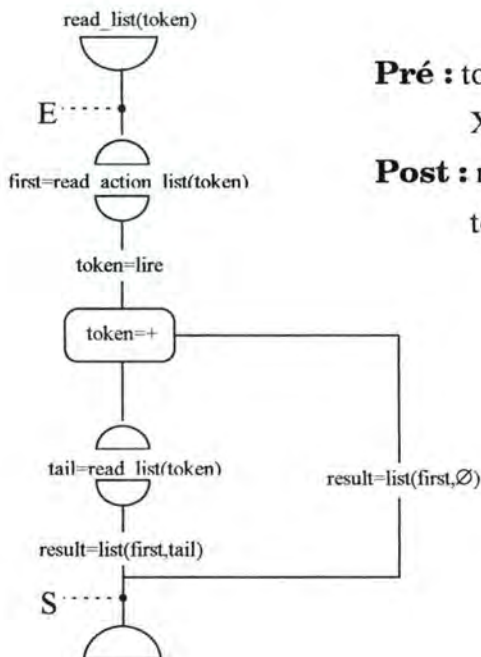 read_list(token)
Pré : to
E
X
first=read_action_list(token)
Post : r
te
token=lire
token=+
tail=read_list(token)
result=list(first,∅)
result=list(first,tail)
S